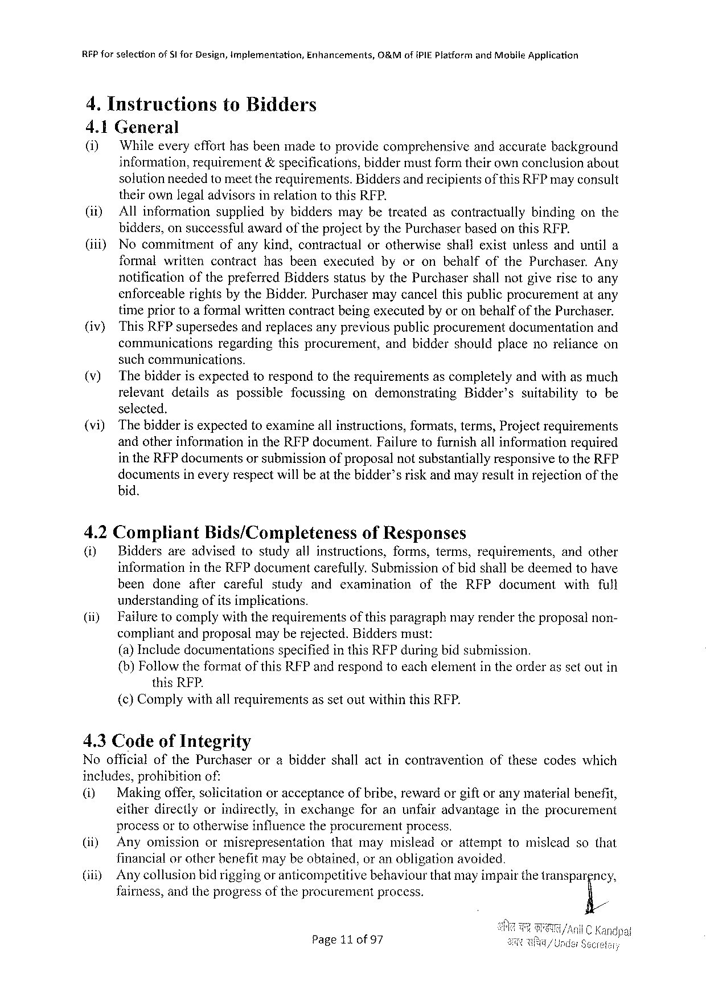 RFP for selection of SI for Design, Implementation, Enhancements, O&M of iPIE Platform and Mobile Application
4. Instructions to Bidders
4.1 General
(i) While every effort has been made to provide comprehensive and accurate background
information, requirement & specifications, bidder must form their own conclusion about
solution needed to meet the requirements. Bidders and recipients of this RFP may consult
their own legal advisors in relation to this RFP.
(ii) All information supplied by bidders may be treated as contractually binding on the
bidders, on successful award of the project by the Purchaser based on this RFP.
(iii) No commitment of any kind, contractual or otherwise shall exist unless and until a
formal written contract has been executed by or on behalf of the Purchaser. Any
notification of the preferred Bidders status by the Purchaser shall not give rise to any
enforceable rights by the Bidder. Purchaser may cancel this public procurement at any
time prior to a formal written contract being executed by or on behalf of the Purchaser.
(iv) This RFP supersedes and replaces any previous public procurement documentation and
communications regarding this procurement, and bidder should place no reliance on
such communications.
(v) The bidder is expected to respond to the requirements as completely and with as much
relevant details as possible focussing on demonstrating Bidder's suitability to be
selected.
(vi) The bidder is expected to examine all instructions, formats, terms, Project requirements
and other information in the RFP document. Failure to furnish all information required
in the RFP documents or submission of proposal not substantially responsive to the RFP
documents in every respect will be at the bidder's risk and may result in rejection of the
bid.
4.2 Compliant Bids/Completeness of Responses
(i) Bidders are advised to study all instructions, forms, terms, requirements, and other
information in the RFP document carefully. Submission of bid shall be deemed to have
been done after careful study and examination of the RFP document with full
understanding of its implications.
(ii) Failure to comply with the requirements of this paragraph may render the proposal non-
compliant and proposal may be rejected. Bidders must:
(a) Include documentations specified in this RFP during bid submission.
(b) Follow the format of this RFP and respond to each element in the order as set out in
this RFP.
(c) Comply with all requirements as set out within this RFP.
4.3 Code of Integrity
No official of the Purchaser or a bidder shall act in contravention of these codes which
includes, prohibition of:
(i) Making offer, solicitation or acceptance of bribe, reward or gift or any material benefit,
either directly or indirectly, in exchange for an unfair advantage in the procurement
process or to otherwise influence the procurement process.
(ii) Any omission or misrepresentation that may mislead or attempt to mislead so that
financial or other benefit may be obtained, or an obligation avoided.
(iii) Any collusion bid rigging or anticompetitive behaviour that may impair the transparency,
fairness, and the progress of the procurement process.
अनिल चन्द्र काण्डपाल/Anil C Kandpal
अवर सचिव/Under Secretary
Page 11 of 97